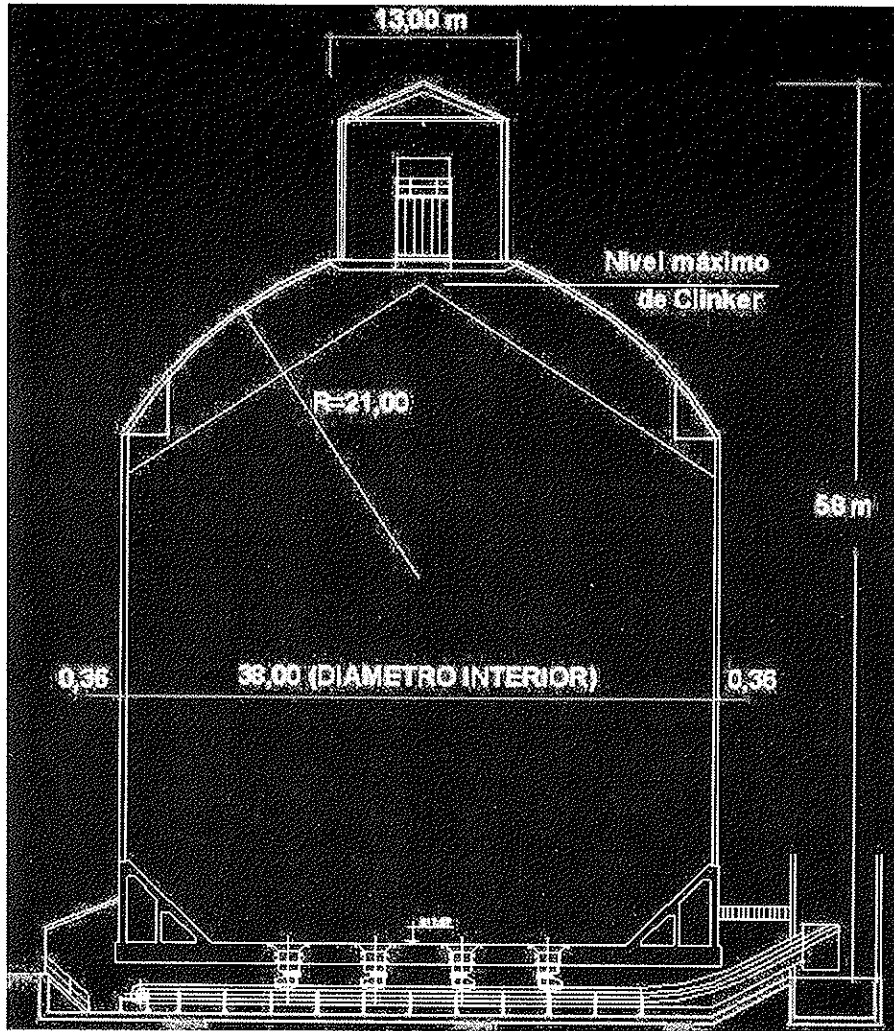 13,00 m
Nivel máximo
de Clinker
R=21,00
58 m
0,36
38,00 (DIAMETRO INTERIOR)
0,36